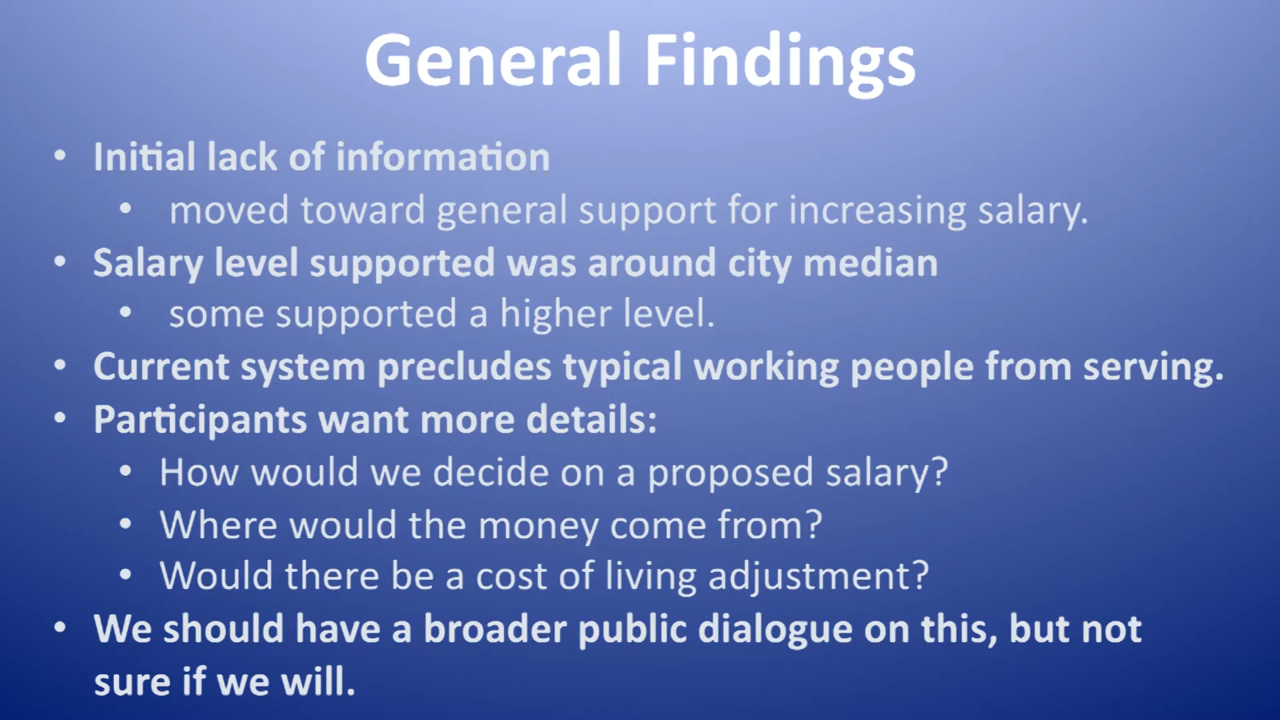 General Findings
• Initial lack of information
• moved toward general support for increasing salary.
• Salary level supported was around city median
• some supported a higher level.
• Current system precludes typical working people from serving.
• Participants want more details:
• How would we decide on a proposed salary?
• Where would the money come from?
• Would there be a cost of living adjustment?
• We should have a broader public dialogue on this, but not
sure if we will.